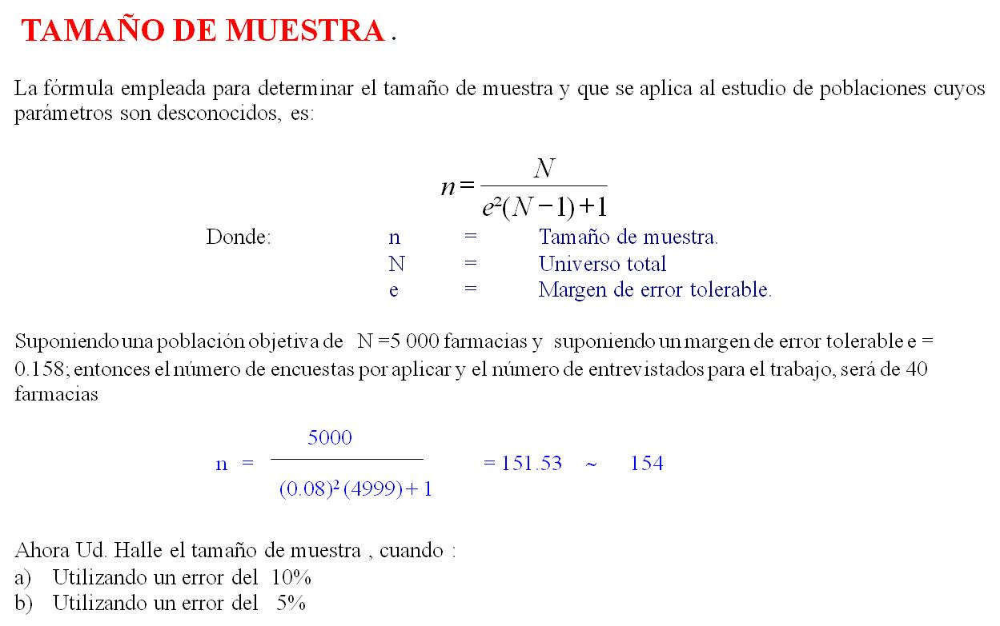 TAMAÑO DE MUESTRA .
La fórmula empleada para determinar el tamaño de muestra y que se aplica al estudio de poblaciones cuyos
parámetros son desconocidos, es:
n = N / e²(N − 1) + 1
Donde: n = Tamaño de muestra.
N = Universo total
e = Margen de error tolerable.
Suponiendo una población objetiva de N =5 000 farmacias y suponiendo un margen de error tolerable e =
0.158; entonces el número de encuestas por aplicar y el número de entrevistados para el trabajo, será de 40
farmacias
5000
n = = 151.53 ~ 154
(0.08)² (4999) + 1
Ahora Ud. Halle el tamaño de muestra , cuando :
a) Utilizando un error del 10%
b) Utilizando un error del 5%